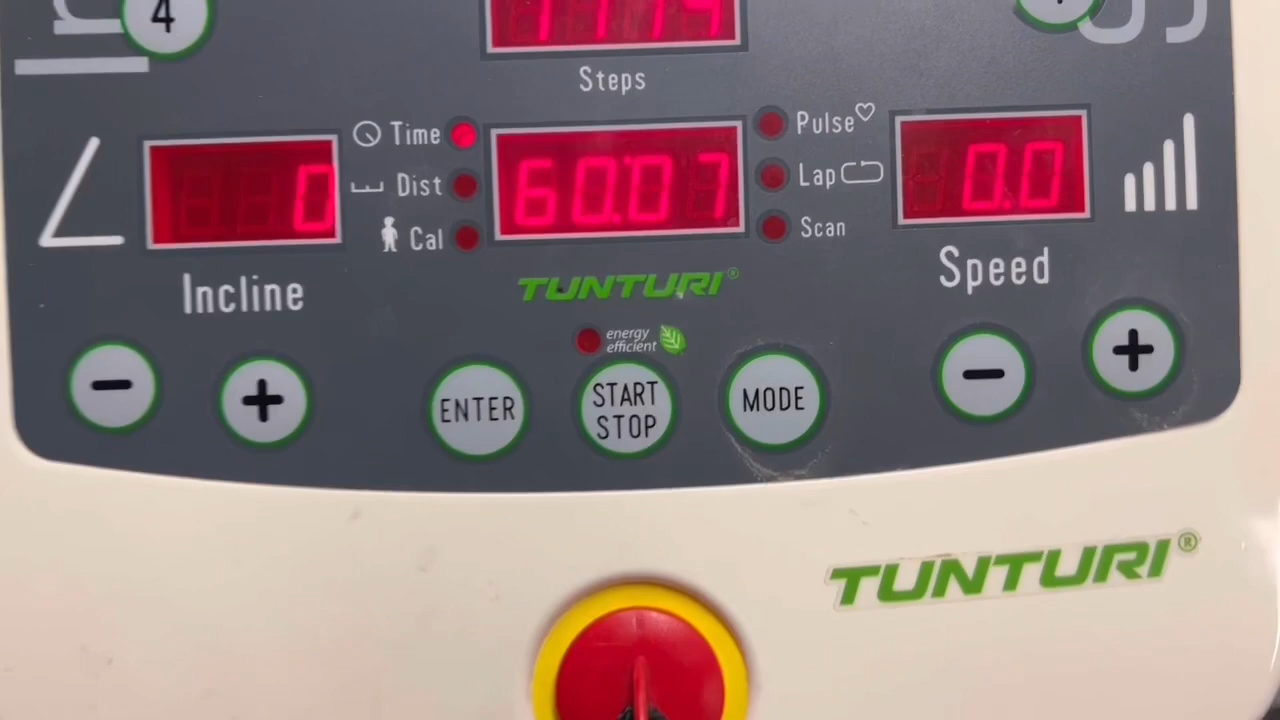 4
Steps
Time
Dist
Cal
60:07
Pulse
Lap
Scan
0
0.0
Incline
Speed
TUNTURI®
energy
efficient
ENTER
START
STOP
MODE
TUNTURI®